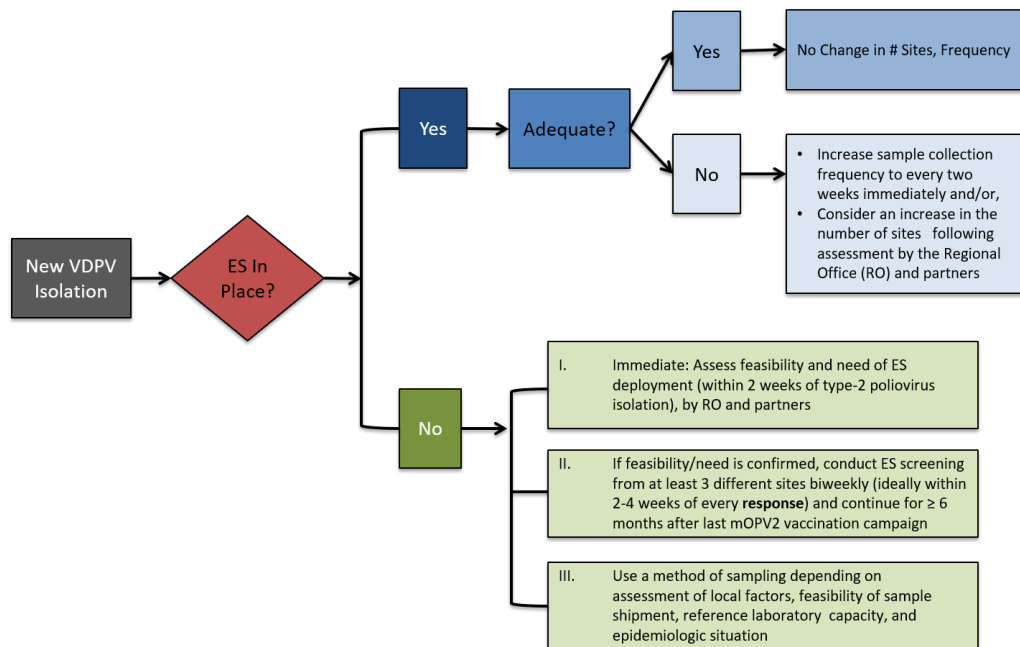 New VDPV
Isolation
ES In
Place?
Yes
Adequate?
Yes
No Change in # Sites, Frequency
No
• Increase sample collection
frequency to every two
weeks immediately and/or,
• Consider an increase in the
number of sites following
assessment by the Regional
Office (RO) and partners
No
I. Immediate: Assess feasibility and need of ES
deployment (within 2 weeks of type-2 poliovirus
isolation), by RO and partners
II. If feasibility/need is confirmed, conduct ES screening
from at least 3 different sites biweekly (ideally within
2-4 weeks of every response) and continue for ≥ 6
months after last mOPV2 vaccination campaign
III. Use a method of sampling depending on
assessment of local factors, feasibility of sample
shipment, reference laboratory capacity, and
epidemiologic situation